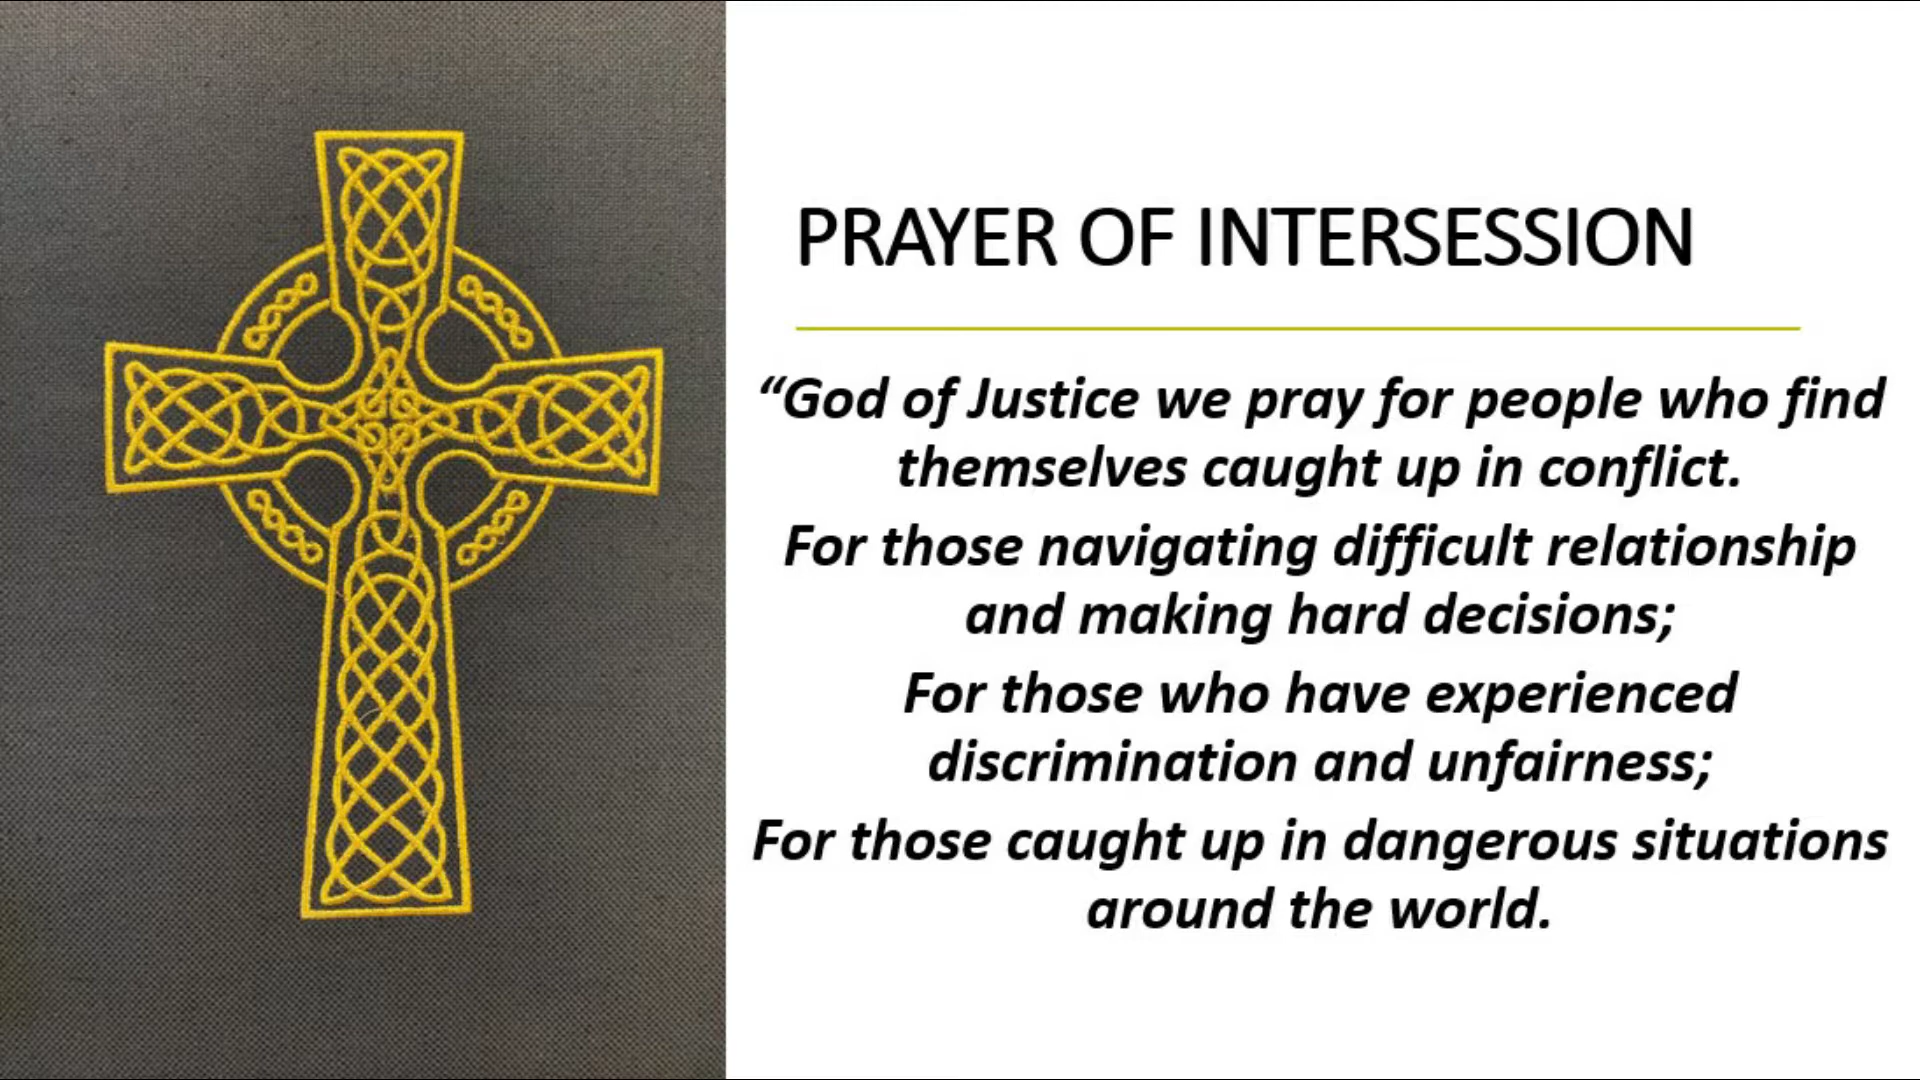 PRAYER OF INTERSESSION
“God of Justice we pray for people who find
themselves caught up in conflict.
For those navigating difficult relationship
and making hard decisions;
For those who have experienced
discrimination and unfairness;
For those caught up in dangerous situations
around the world.